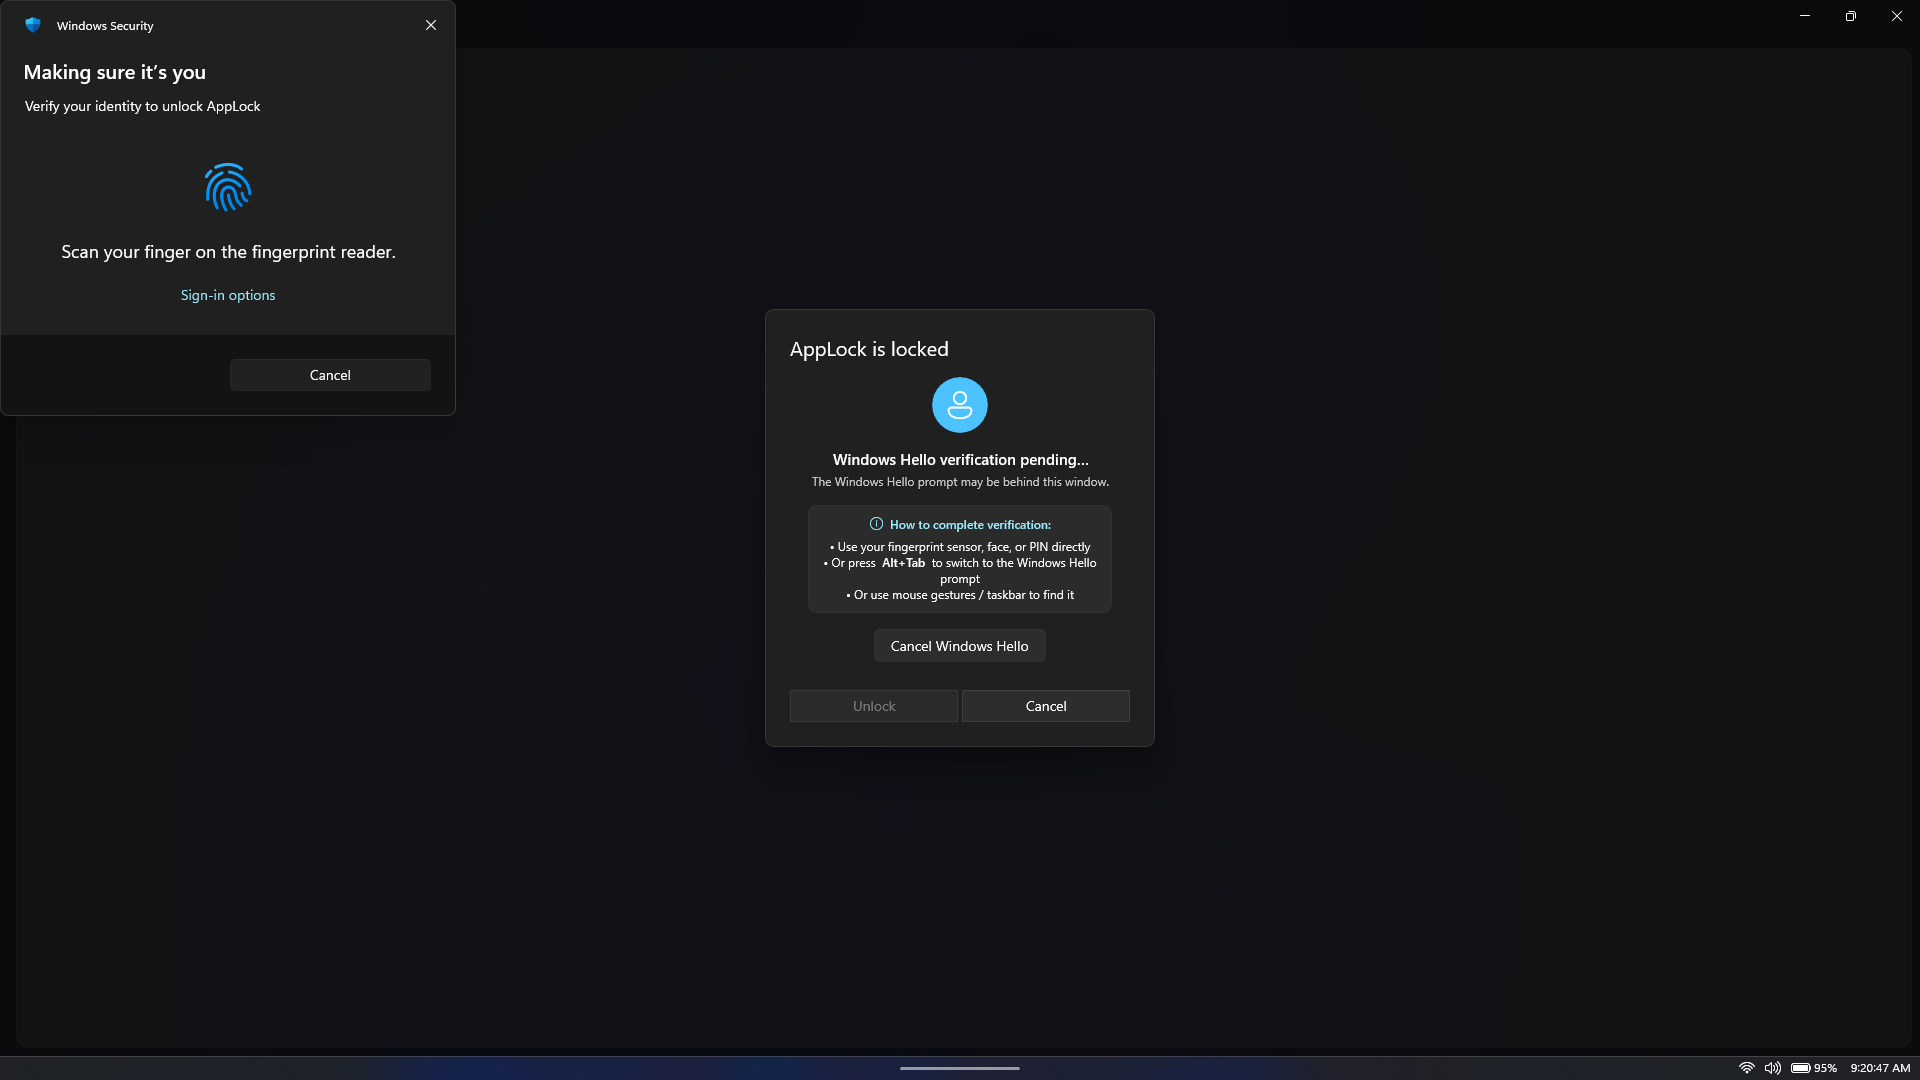 Windows Security
Making sure it's you
Verify your identity to unlock AppLock
Scan your finger on the fingerprint reader.
Sign-in options
Cancel
AppLock is locked
Windows Hello verification pending...
The Windows Hello prompt may be behind this window.
How to complete verification:
• Use your fingerprint sensor, face, or PIN directly
• Or press Alt+Tab to switch to the Windows Hello
prompt
• Or use mouse gestures / taskbar to find it
Cancel Windows Hello
Unlock Cancel
95% 9:20:47 AM